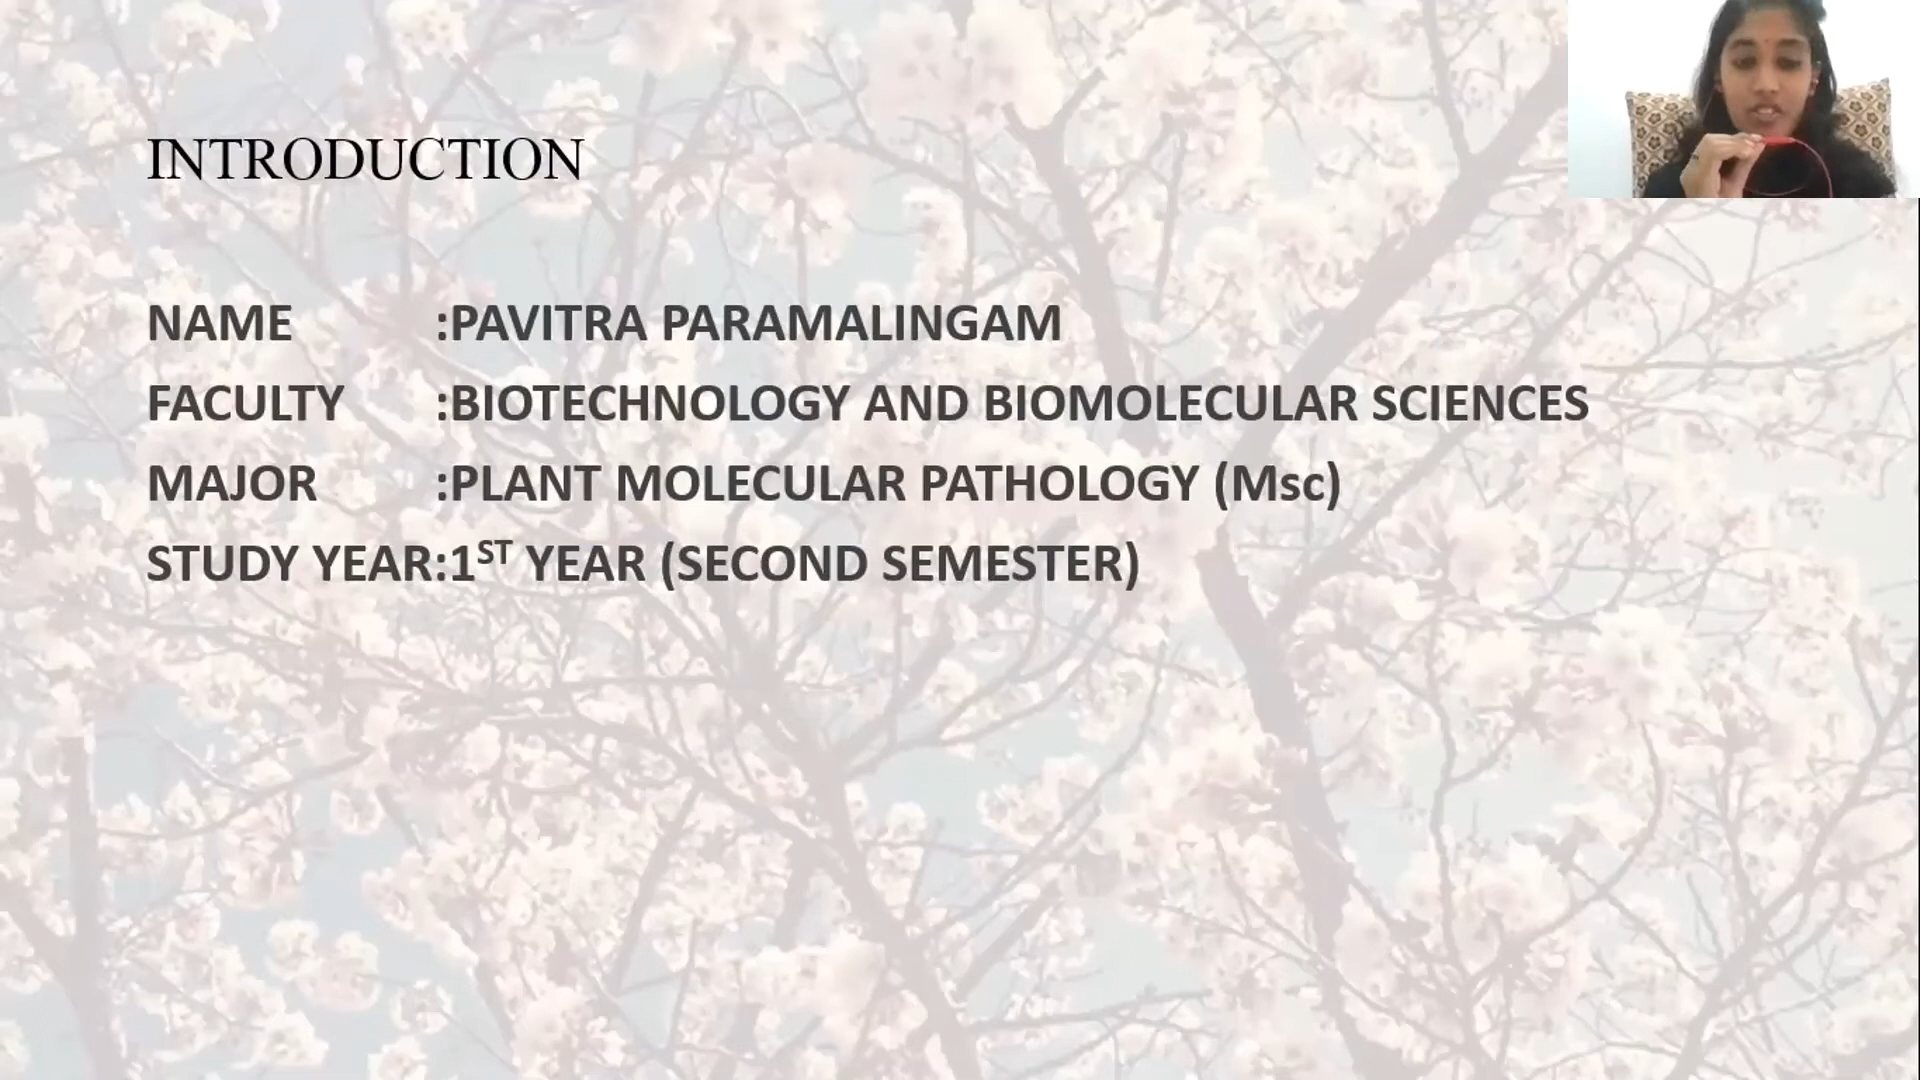 INTRODUCTION
NAME :PAVITRA PARAMALINGAM
FACULTY :BIOTECHNOLOGY AND BIOMOLECULAR SCIENCES
MAJOR :PLANT MOLECULAR PATHOLOGY (Msc)
STUDY YEAR:1ST YEAR (SECOND SEMESTER)